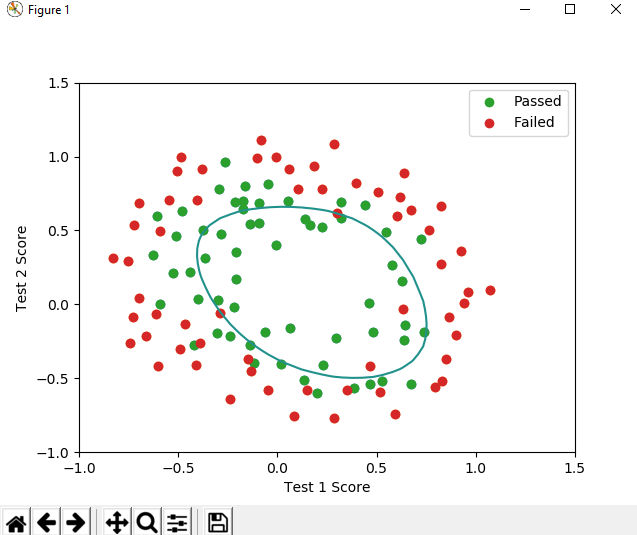 Figure 1
1.5
Passed
Failed
1.0
0.5
0.0
−0.5
−1.0
Test 2 Score
−1.0 −0.5 0.0 0.5 1.0 1.5
Test 1 Score